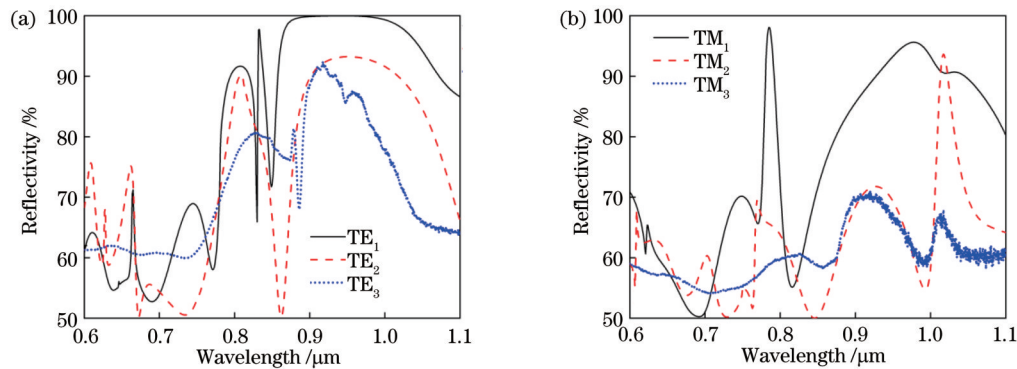 (a)
Reflectivity /%
100
90
80
70
60
50
TE1
TE2
TE3
0.6 0.7 0.8 0.9 1.0 1.1
Wavelength /μm
(b)
Reflectivity /%
100
90
80
70
60
50
TM1
TM2
TM3
0.6 0.7 0.8 0.9 1.0 1.1
Wavelength /μm